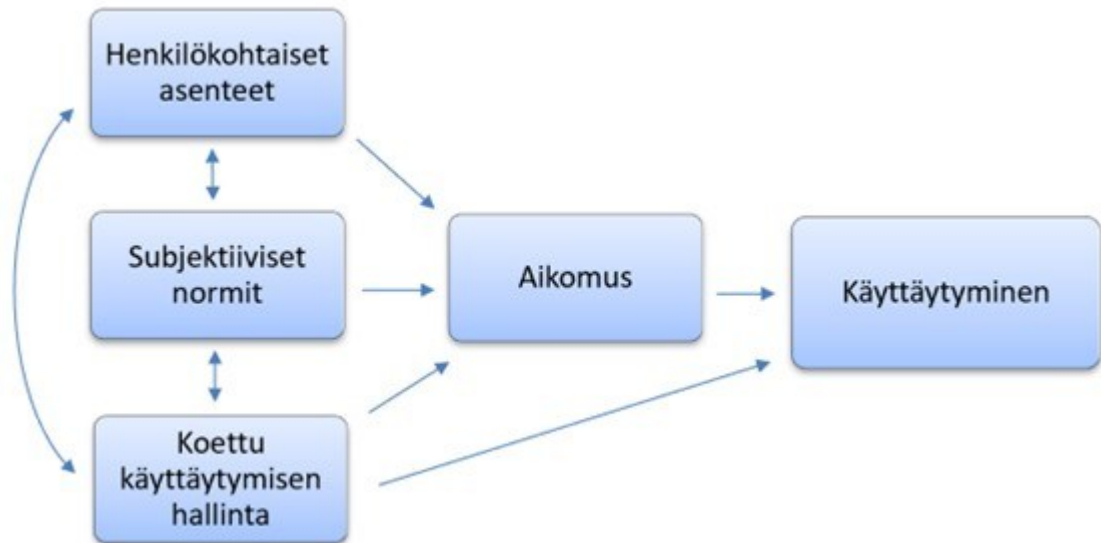 Henkilökohtaiset
asenteet
Subjektiiviset
normit
Aikomus
Käyttäytyminen
Koettu
käyttäytymisen
hallinta